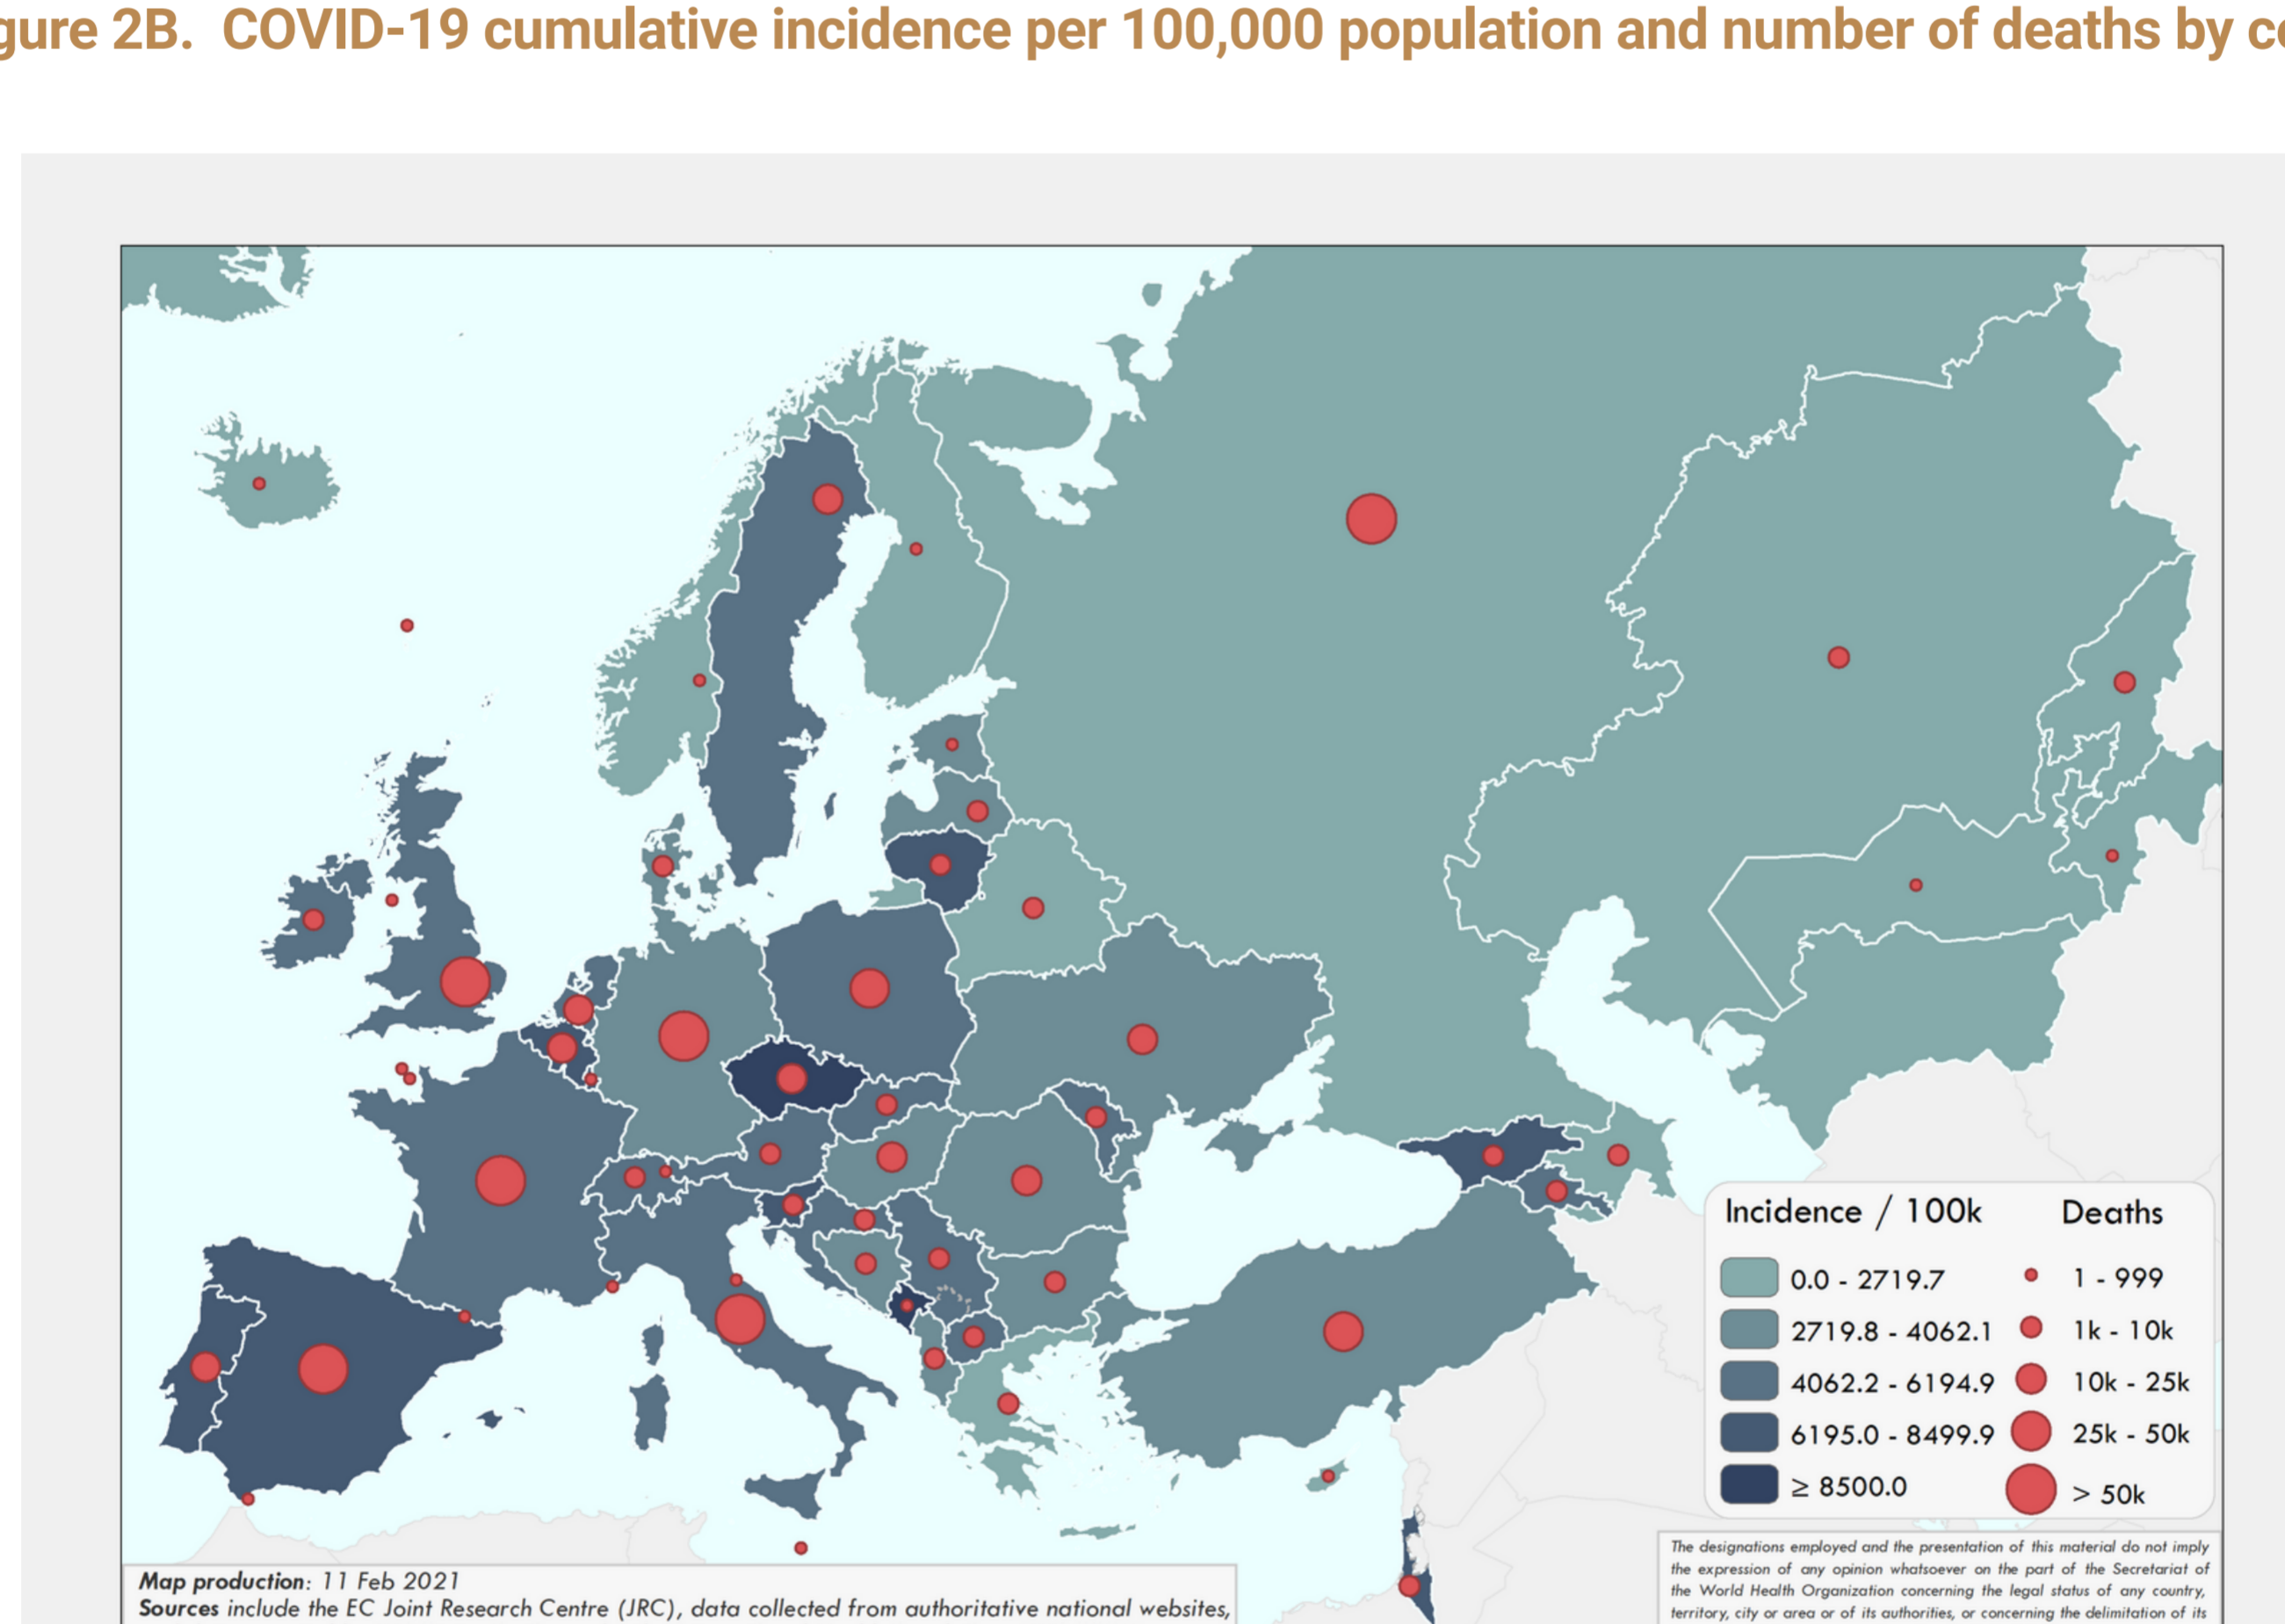 gure 2B. COVID-19 cumulative incidence per 100,000 population and number of deaths by co
Incidence / 100k Deaths
0.0 - 2719.7 1 - 999
2719.8 - 4062.1 1k - 10k
4062.2 - 6194.9 10k - 25k
6195.0 - 8499.9 25k - 50k
≥ 8500.0 > 50k
The designations employed and the presentation of this material do not imply
the expression of any opinion whatsoever on the part of the Secretariat of
the World Health Organization concerning the legal status of any country,
territory, city or area or of its authorities, or concerning the delimitation of its
Map production: 11 Feb 2021
Sources include the EC Joint Research Centre (JRC), data collected from authoritative national websites,